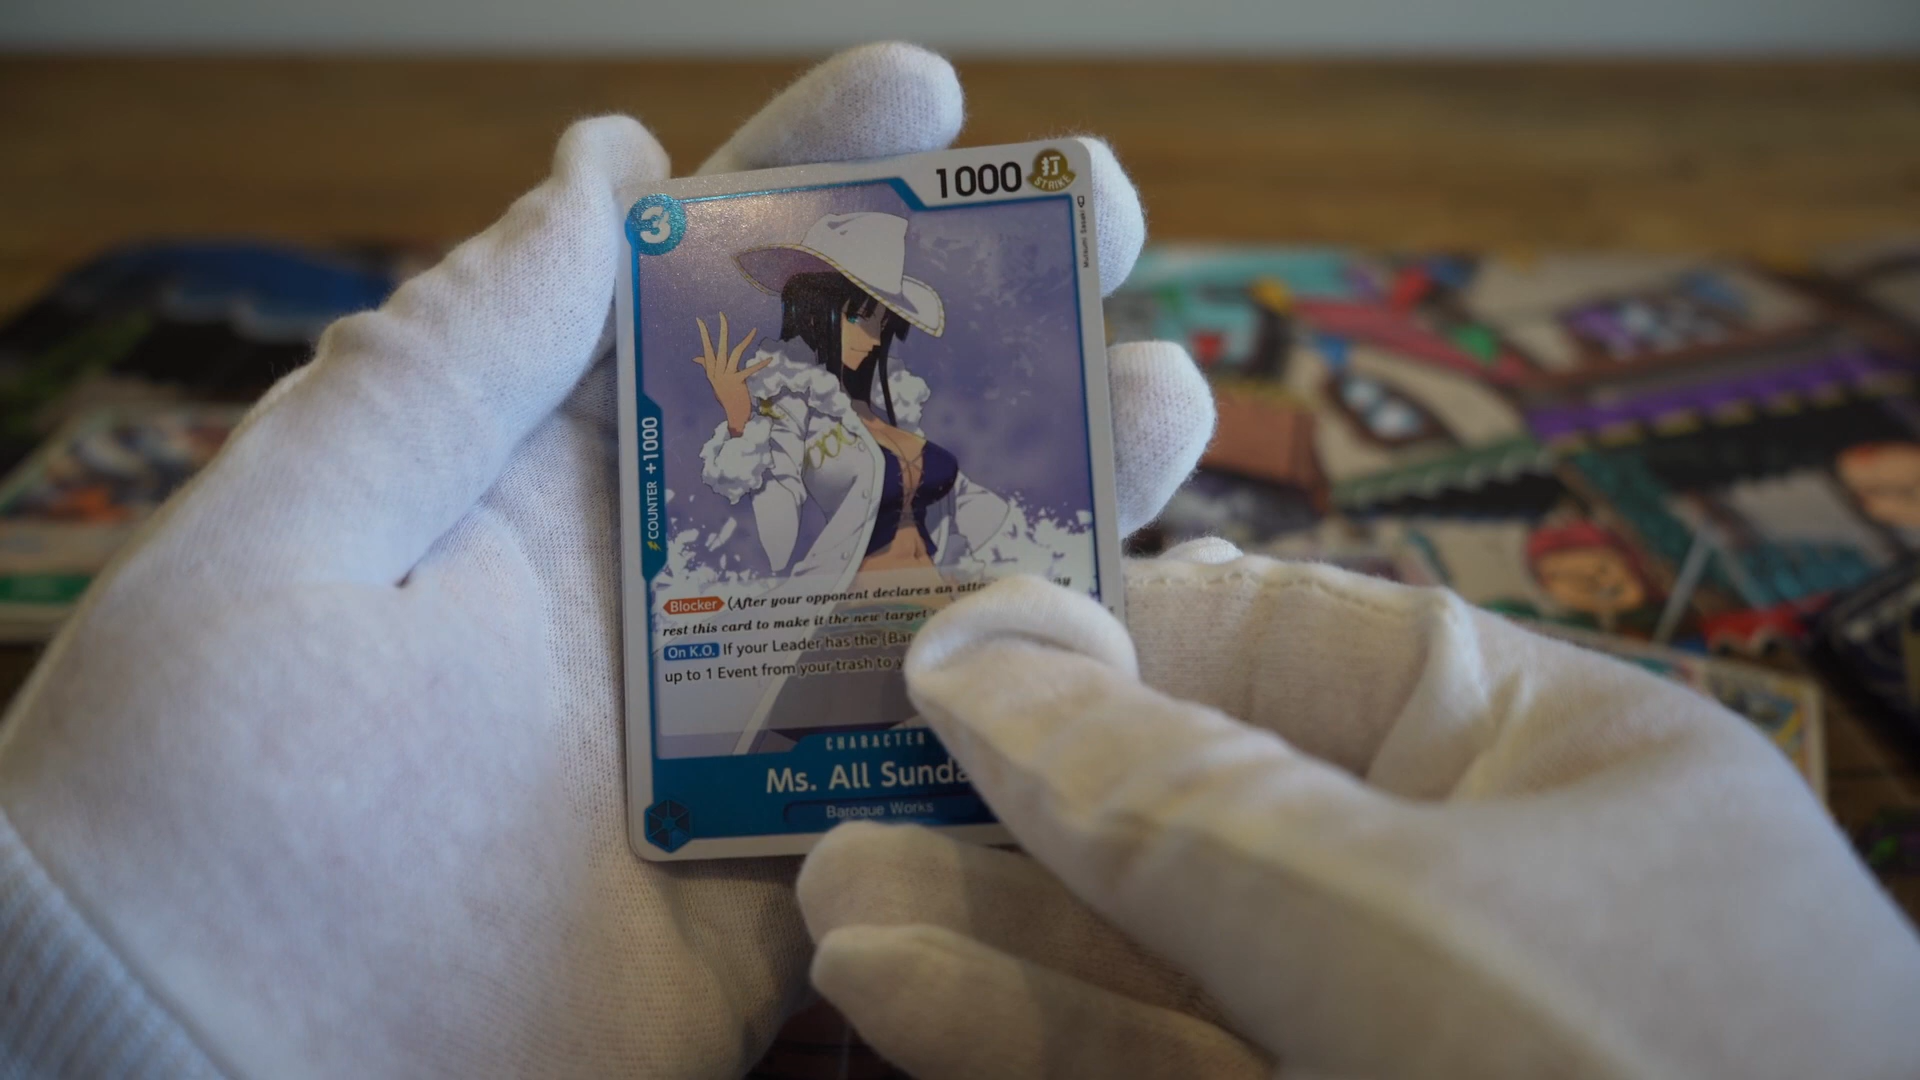 3
1000
打
STRIKE
COUNTER +1000
Blocker (After your opponent declares an
rest this card to make it the new target
On K.O. If your Leader has the
up to 1 Event from your trash to
CHARACTER
Ms. All
Baroque Works